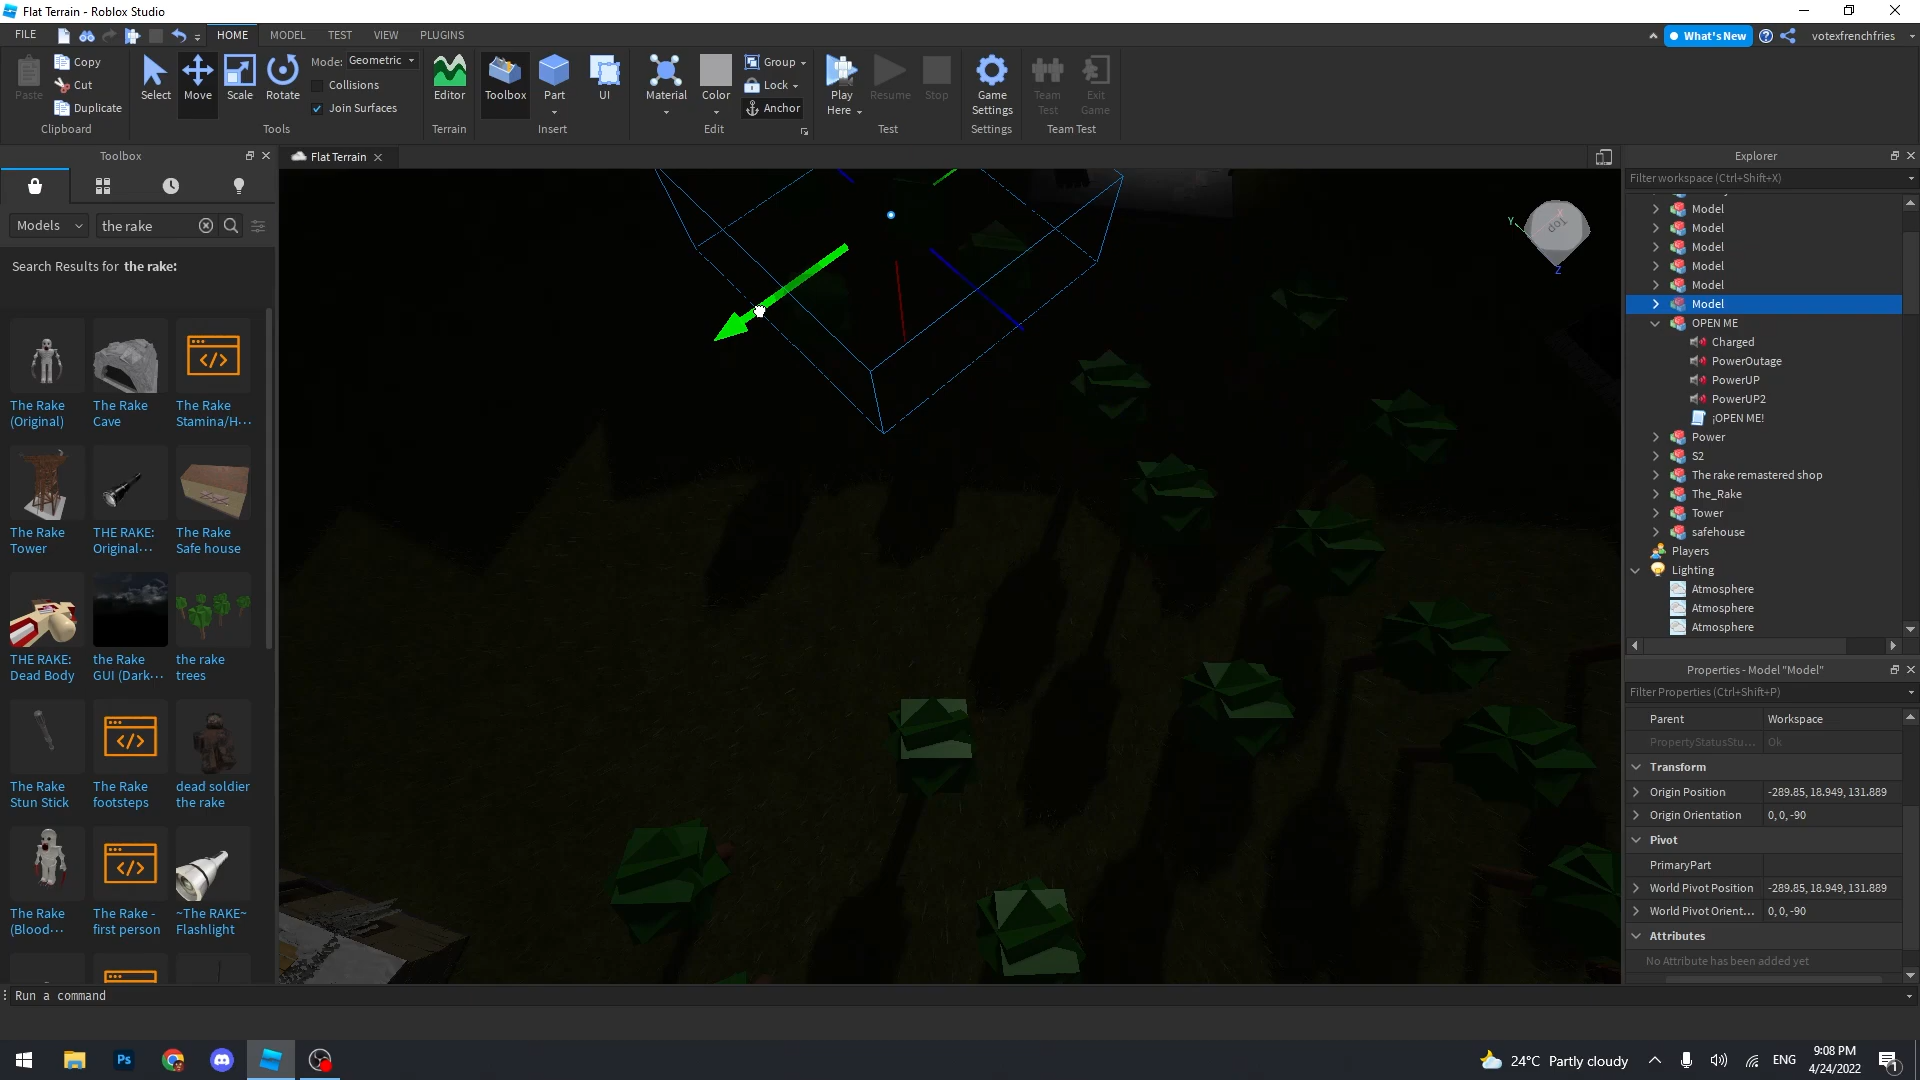 Flat Terrain - Roblox Studio
FILE
HOME
MODEL
TEST
VIEW
PLUGINS
What's New
votexfrenchfries
Paste
Copy
Cut
Duplicate
Clipboard
Select
Move
Scale
Rotate
Mode:
Geometric
Collisions
Join Surfaces
Tools
Editor
Terrain
Toolbox
Part
UI
Insert
Material
Color
Group
Lock
Anchor
Edit
Play
Here
Resume
Stop
Test
Game
Settings
Settings
Team
Test
Exit
Game
Team Test
Toolbox
Flat Terrain
Models
the rake
Search Results for the rake:
The Rake
(Original)
The Rake
Cave
The Rake
Stamina/H...
The Rake
Tower
THE RAKE:
Original...
The Rake
Safe house
THE RAKE:
Dead Body
the Rake
GUI (Dark...
the rake
trees
The Rake
Stun Stick
The Rake
footsteps
dead soldier
the rake
The Rake
(Blood...
The Rake -
first person
~The RAKE~
Flashlight
Y
Top
Z
Explorer
Filter workspace (Ctrl+Shift+X)
Model
Model
Model
Model
Model
Model
OPEN ME
Charged
PowerOutage
PowerUP
PowerUP2
¡OPEN ME!
Power
S2
The rake remastered shop
The_Rake
Tower
safehouse
Players
Lighting
Atmosphere
Atmosphere
Atmosphere
Properties - Model "Model"
Filter Properties (Ctrl+Shift+P)
Parent
Workspace
PropertyStatusStu...
Ok
Transform
Origin Position
-289.85, 18.949, 131.889
Origin Orientation
0, 0, -90
Pivot
PrimaryPart
World Pivot Position
-289.85, 18.949, 131.889
World Pivot Orient...
0, 0, -90
Attributes
No Attribute has been added yet
Run a command
Ps
24°C Partly cloudy
ENG
9:08 PM
4/24/2022
1